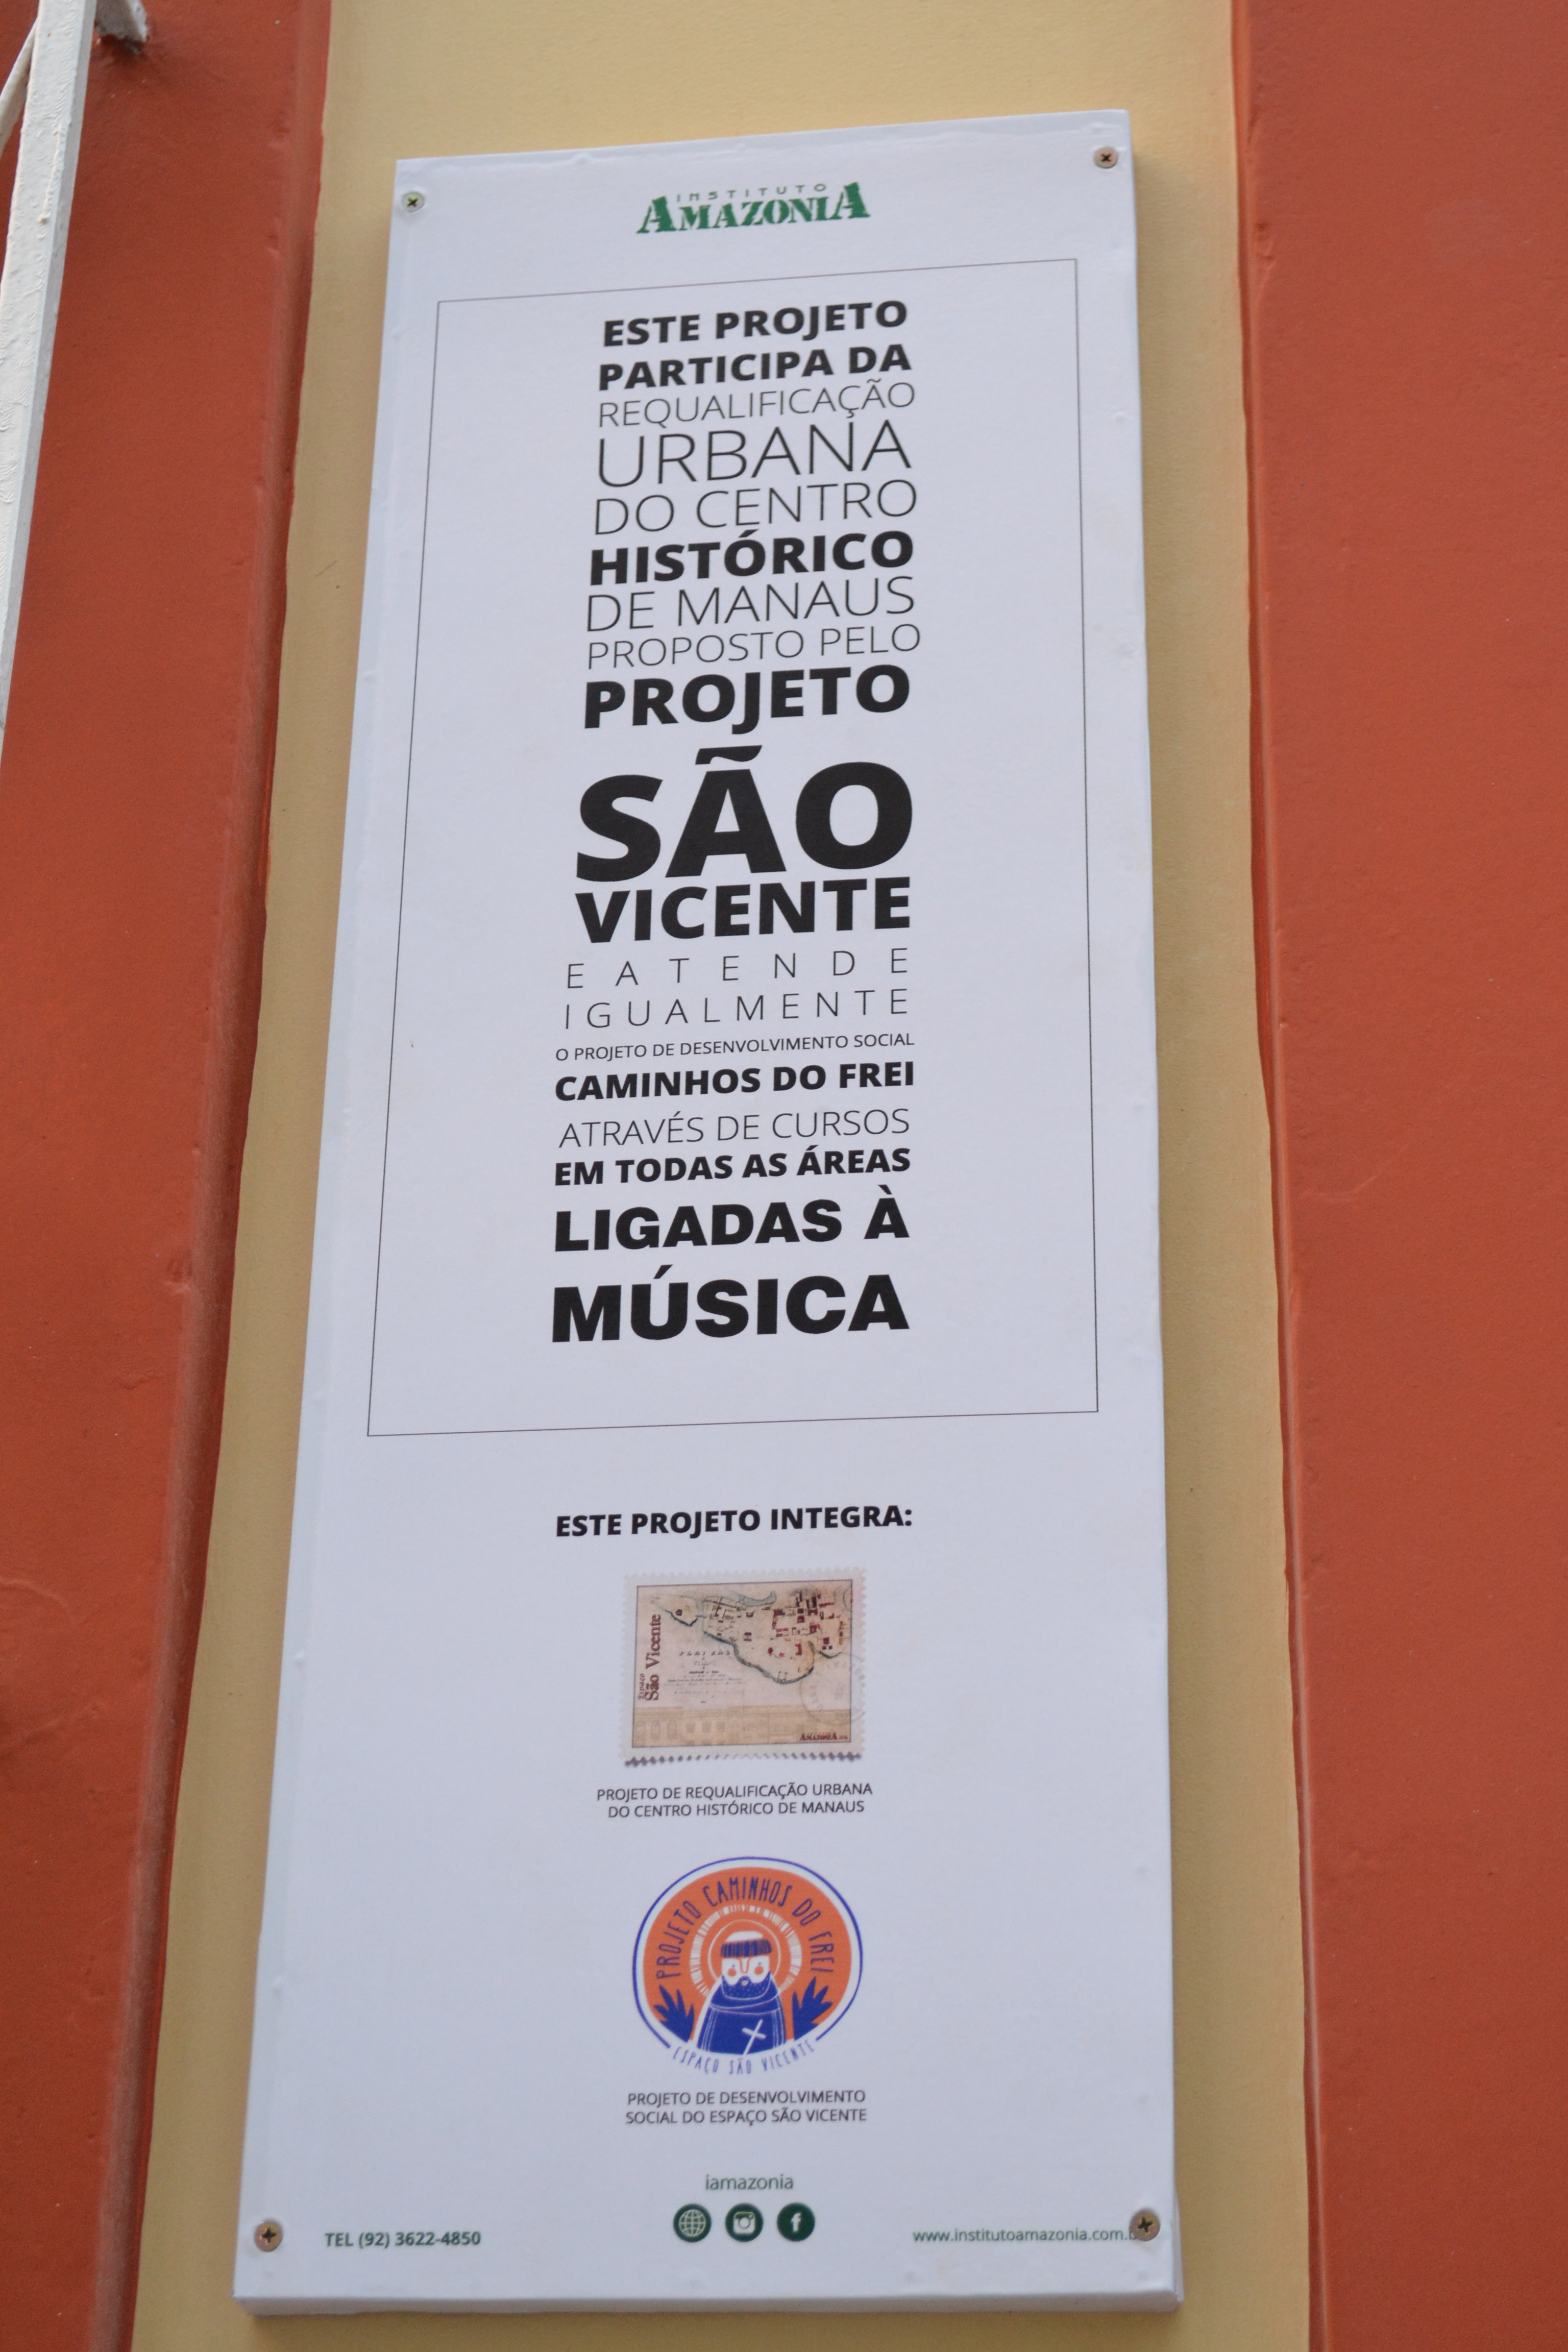 INSTITUTO
AMAZONIA
ESTE PROJETO
PARTICIPA DA
REQUALIFICAÇÃO
URBANA
DO CENTRO
HISTÓRICO
DE MANAUS
PROPOSTO PELO
PROJETO
SÃO
VICENTE
E ATENDE
IGUALMENTE
O PROJETO DE DESENVOLVIMENTO SOCIAL
CAMINHOS DO FREI
ATRAVÉS DE CURSOS
EM TODAS AS ÁREAS
LIGADAS À
MÚSICA
ESTE PROJETO INTEGRA:
Espaço
São Vicente
AMAZONIA
PROJETO DE REQUALIFICAÇÃO URBANA
DO CENTRO HISTÓRICO DE MANAUS
PROJETO CAMINHOS DO FREI
ESPAÇO SÃO VICENTE
PROJETO DE DESENVOLVIMENTO
SOCIAL DO ESPAÇO SÃO VICENTE
iamazonia
TEL (92) 3622-4850
www.institutoamazonia.com.b